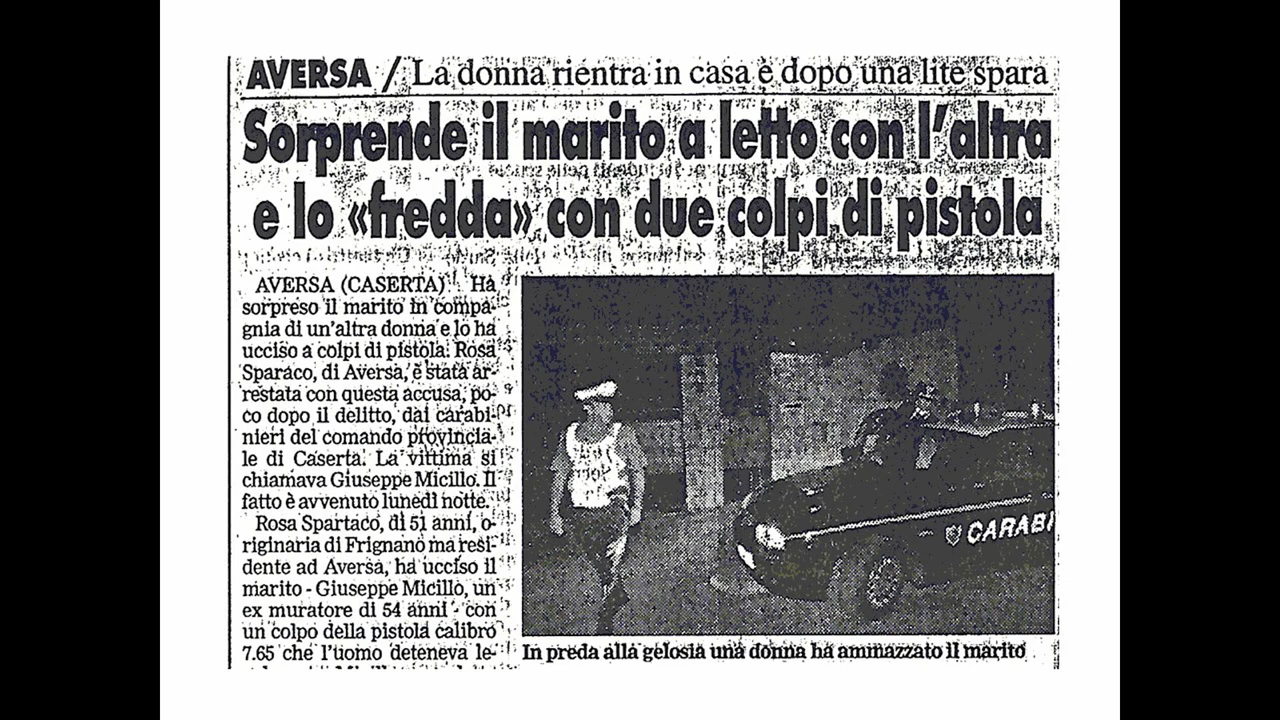 AVERSA / La donna rientra in casa e dopo una lite spara
Sorprende il marito a letto con l'altra
e lo «fredda» con due colpi di pistola
AVERSA (CASERTA) Ha
sorpreso il marito in compa-
gnia di un'altra donna e lo ha
ucciso a colpi di pistola. Rosa
Sparaco, di Aversa, è stata ar-
restata con questa accusa, po-
co dopo il delitto, dai carabi-
nieri del comando provincia-
le di Caserta. La vittima si
chiamava Giuseppe Micillo. Il
fatto è avvenuto lunedì notte.
Rosa Spartaco, di 51 anni, o-
riginaria di Frignano ma resi-
dente ad Aversa, ha ucciso il
marito - Giuseppe Micillo, un
ex muratore di 54 anni - con
un colpo della pistola calibro
7.65 che l'uomo deteneva le-
CARABI
In preda alla gelosia una donna ha ammazzato il marito